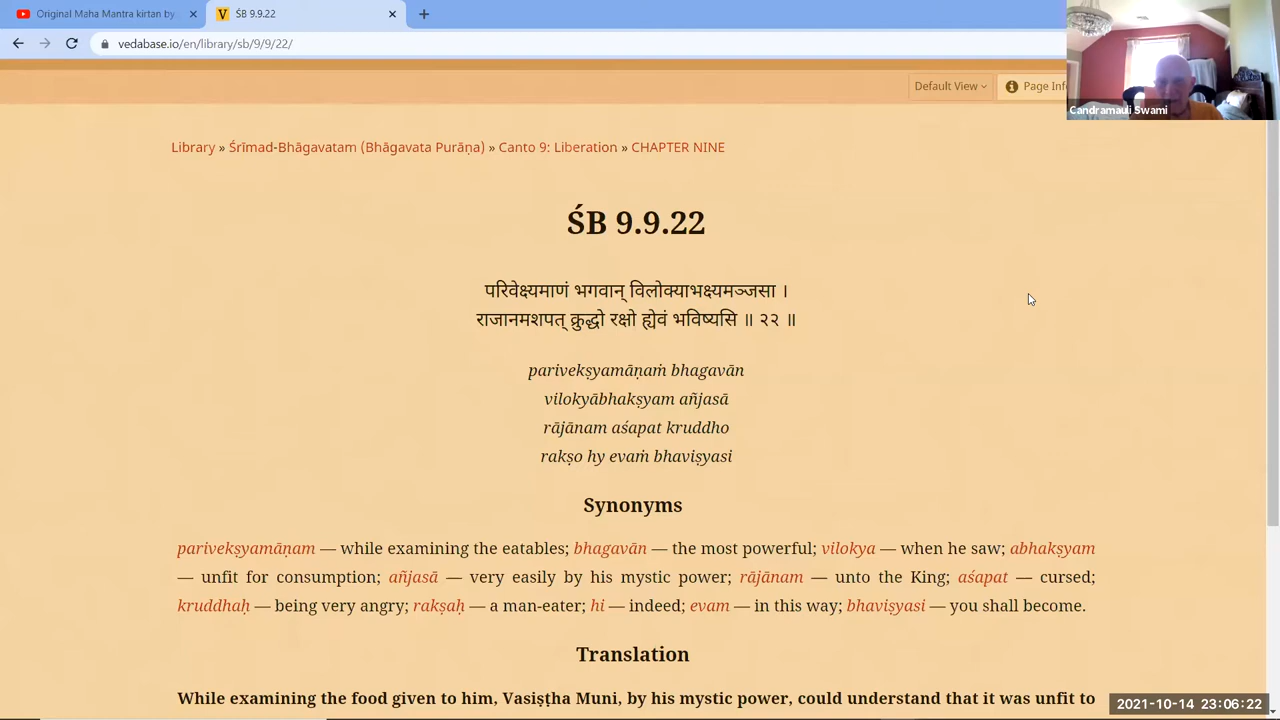 Original Maha Mantra kirtan by
ŚB 9.9.22
vedabase.io/en/library/sb/9/9/22/
Default View
Page Inf
Candramauli Swami
Library » Śrīmad-Bhāgavatam (Bhāgavata Purāṇa) » Canto 9: Liberation » CHAPTER NINE
ŚB 9.9.22
परिवेक्ष्यमाणं भगवान् विलोक्याभक्ष्यमञ्जसा ।
राजानमशपत् क्रुद्धो रक्षो ह्येवं भविष्यसि ॥ २२ ॥
parivekṣyamāṇaṁ bhagavān
vilokyābhakṣyam añjasā
rājānam aśapat kruddho
rakṣo hy evaṁ bhaviṣyasi
Synonyms
parivekṣyamāṇam — while examining the eatables; bhagavān — the most powerful; vilokya — when he saw; abhakṣyam
— unfit for consumption; añjasā — very easily by his mystic power; rājānam — unto the King; aśapat — cursed;
kruddhaḥ — being very angry; rakṣaḥ — a man-eater; hi — indeed; evam — in this way; bhaviṣyasi — you shall become.
Translation
While examining the food given to him, Vasiṣṭha Muni, by his mystic power, could understand that it was unfit to
2021-10-14 23:06:22